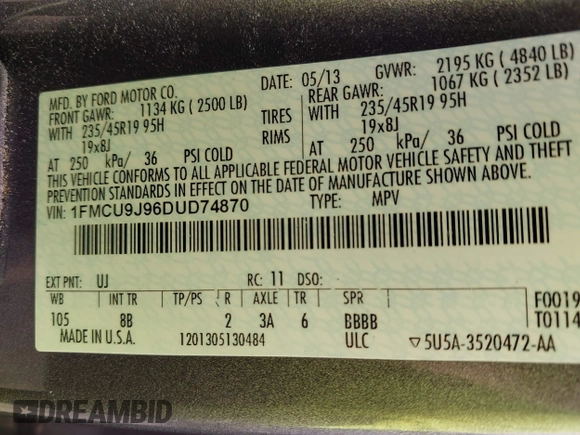 MFD. BY FORD MOTOR CO.
DATE: 05/13 GVWR: 2195 KG ( 4840 LB)
FRONT GAWR: 1134 KG ( 2500 LB) REAR GAWR: 1067 KG ( 2352 LB)
WITH 235/45R19 95H TIRES WITH 235/45R19 95H
19x8J RIMS 19x8J
AT 250 kPa/ 36 PSI COLD AT 250 kPa/ 36 PSI COLD
THIS VEHICLE CONFORMS TO ALL APPLICABLE FEDERAL MOTOR VEHICLE SAFETY AND THEFT
PREVENTION STANDARDS IN EFFECT ON THE DATE OF MANUFACTURE SHOWN ABOVE.
VIN: 1FMCU9J96DUD74870 TYPE: MPV
EXT PNT: UJ RC: 11 DSO:
WB INT TR TP/PS R AXLE TR SPR F0019
105 8B 2 3A 6 BBBB T0114
MADE IN U.S.A. 1201305130484 ULC ▽5U5A-3520472-AA
DREAMBID